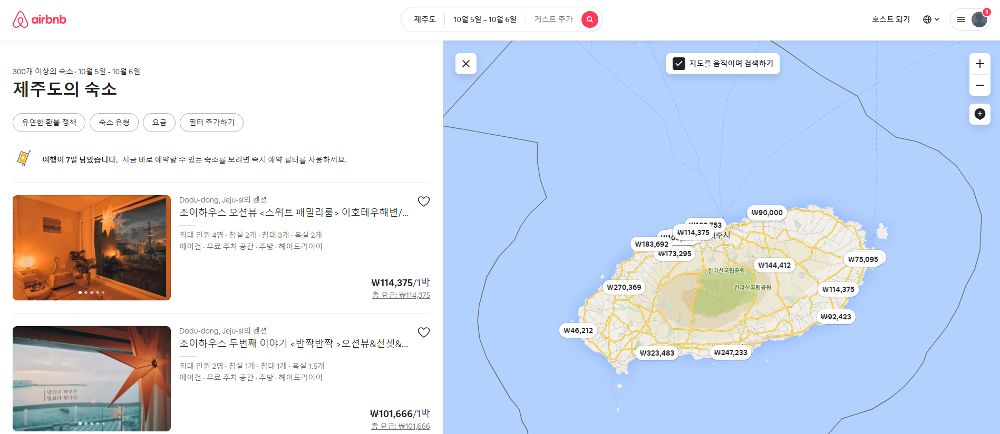 airbnb
제주도 10월 5일 – 10월 6일 게스트 추가
호스트 되기
1
300개 이상의 숙소 · 10월 5일 - 10월 6일
제주도의 숙소
유연한 환불 정책 숙소 유형 요금 필터 추가하기
여행이 7일 남았습니다. 지금 바로 예약할 수 있는 숙소를 보려면 즉시 예약 필터를 사용하세요.
Dodu-dong, Jeju-si의 펜션
조이하우스 오션뷰 <스위트 패밀리룸> 이호테우해변/...
최대 인원 4명 · 침실 2개 · 침대 3개 · 욕실 2개
에어컨 · 무료 주차 공간 · 주방 · 헤어드라이어
₩114,375/1박
총 요금: ₩114,375
당신의 하루가
별보다 빛나길
Dodu-dong, Jeju-si의 펜션
조이하우스 두번째 이야기 <반짝반짝 >오션뷰&선셋&...
최대 인원 2명 · 침실 1개 · 침대 1개 · 욕실 1.5개
에어컨 · 무료 주차 공간 · 주방 · 헤어드라이어
₩101,666/1박
총 요금: ₩101,666
지도를 움직이며 검색하기
₩90,000
₩114,375
₩183,692
₩173,295
₩75,095
₩144,412
한라산국립공원
한라산국립공원
₩270,369
₩114,375
₩92,423
₩46,212
₩323,483
₩247,233